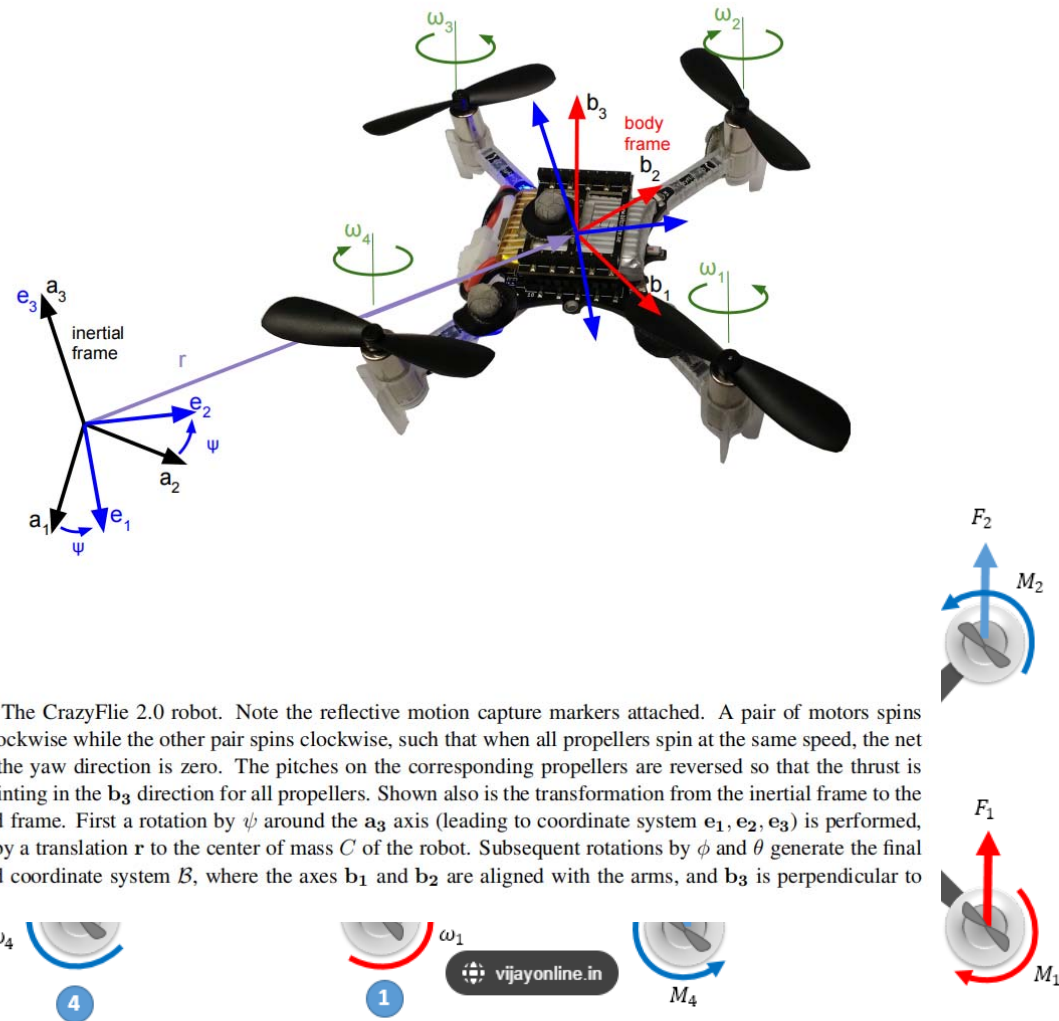 ω3
ω2
b3
body
frame
b2
ω4
ω1
b1
e3
a3
inertial
frame
r
e2
ψ
a2
a1
e1
ψ
F2
M2
The CrazyFlie 2.0 robot. Note the reflective motion capture markers attached. A pair of motors spins
ockwise while the other pair spins clockwise, such that when all propellers spin at the same speed, the net
the yaw direction is zero. The pitches on the corresponding propellers are reversed so that the thrust is
inting in the b3 direction for all propellers. Shown also is the transformation from the inertial frame to the
d frame. First a rotation by ψ around the a3 axis (leading to coordinate system e1, e2, e3) is performed,
by a translation r to the center of mass C of the robot. Subsequent rotations by ϕ and θ generate the final
d coordinate system B, where the axes b1 and b2 are aligned with the arms, and b3 is perpendicular to
F1
M1
ω4
ω1
vijayonline.in
M4
4
1